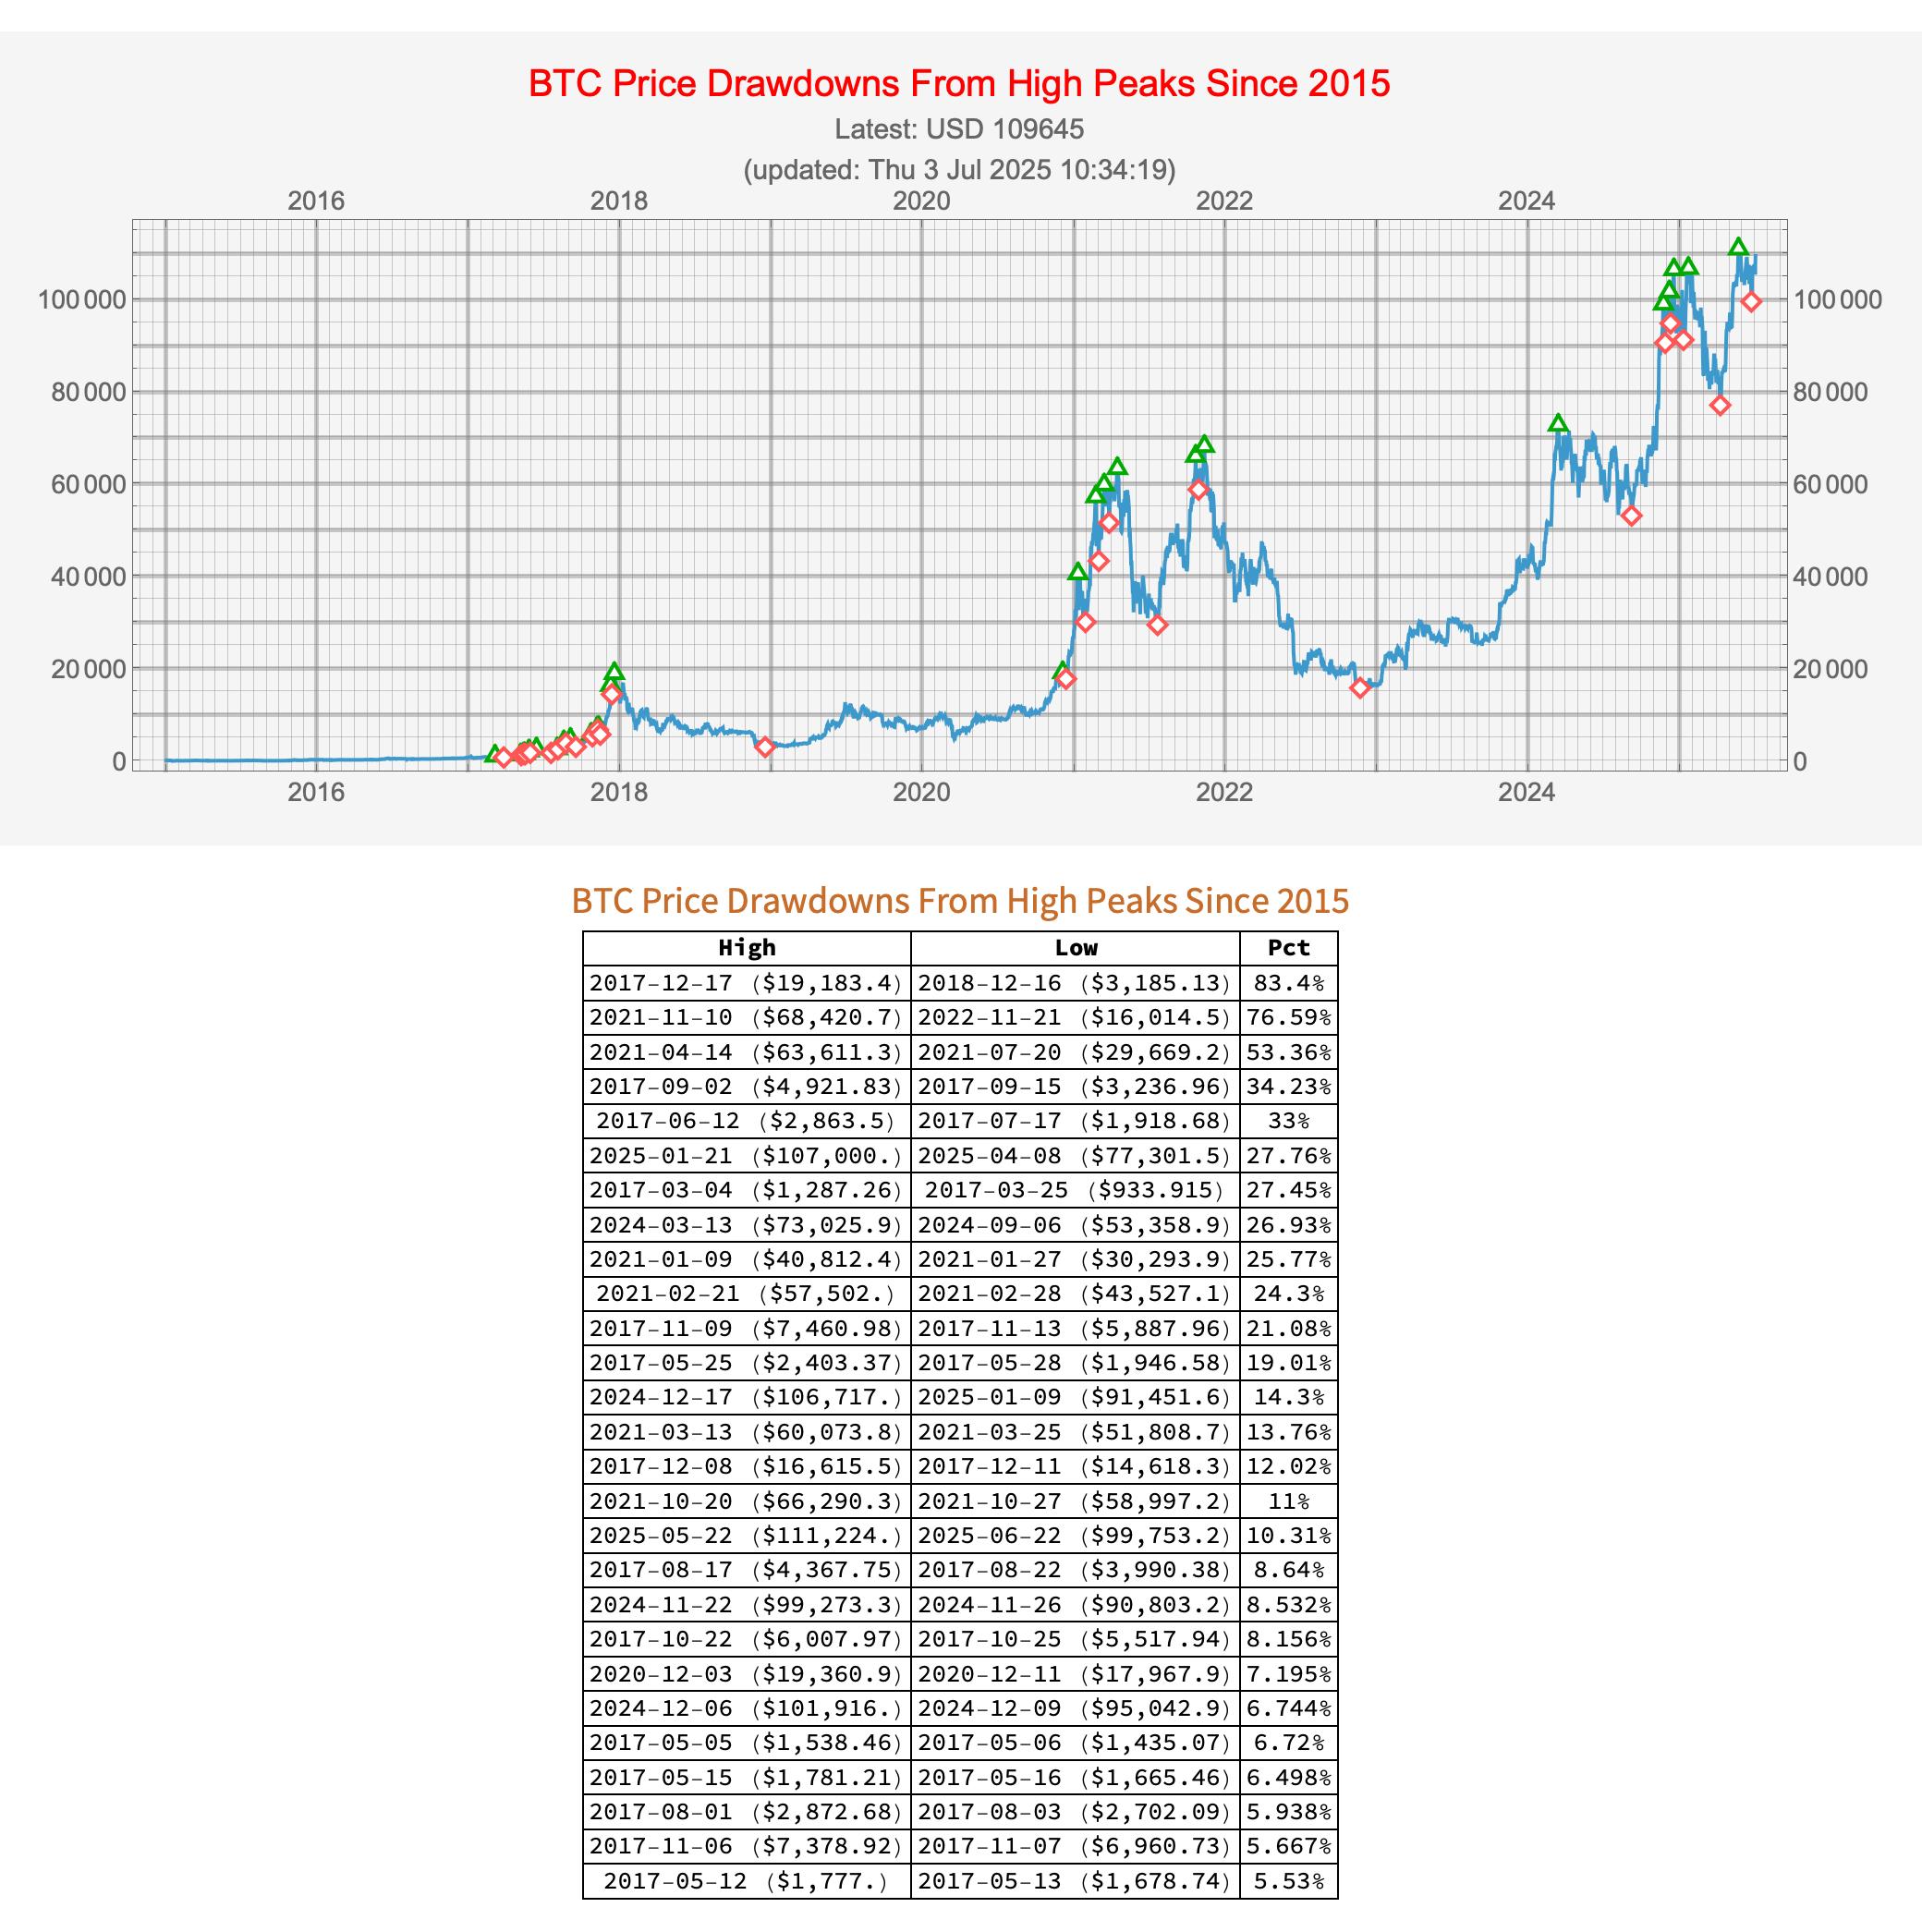 BTC Price Drawdowns From High Peaks Since 2015
Latest: USD 109645
(updated: Thu 3 Jul 2025 10:34:19)
2016 2018 2020 2022 2024
100 000 100 000
80 000 80 000
60 000 60 000
40 000 40 000
20 000 20 000
0 0
2016 2018 2020 2022 2024
BTC Price Drawdowns From High Peaks Since 2015
High Low Pct
2017-12-17 ($19,183.4) 2018-12-16 ($3,185.13) 83.4%
2021-11-10 ($68,420.7) 2022-11-21 ($16,014.5) 76.59%
2021-04-14 ($63,611.3) 2021-07-20 ($29,669.2) 53.36%
2017-09-02 ($4,921.83) 2017-09-15 ($3,236.96) 34.23%
2017-06-12 ($2,863.5) 2017-07-17 ($1,918.68) 33%
2025-01-21 ($107,000.) 2025-04-08 ($77,301.5) 27.76%
2017-03-04 ($1,287.26) 2017-03-25 ($933.915) 27.45%
2024-03-13 ($73,025.9) 2024-09-06 ($53,358.9) 26.93%
2021-01-09 ($40,812.4) 2021-01-27 ($30,293.9) 25.77%
2021-02-21 ($57,502.) 2021-02-28 ($43,527.1) 24.3%
2017-11-09 ($7,460.98) 2017-11-13 ($5,887.96) 21.08%
2017-05-25 ($2,403.37) 2017-05-28 ($1,946.58) 19.01%
2024-12-17 ($106,717.) 2025-01-09 ($91,451.6) 14.3%
2021-03-13 ($60,073.8) 2021-03-25 ($51,808.7) 13.76%
2017-12-08 ($16,615.5) 2017-12-11 ($14,618.3) 12.02%
2021-10-20 ($66,290.3) 2021-10-27 ($58,997.2) 11%
2025-05-22 ($111,224.) 2025-06-22 ($99,753.2) 10.31%
2017-08-17 ($4,367.75) 2017-08-22 ($3,990.38) 8.64%
2024-11-22 ($99,273.3) 2024-11-26 ($90,803.2) 8.532%
2017-10-22 ($6,007.97) 2017-10-25 ($5,517.94) 8.156%
2020-12-03 ($19,360.9) 2020-12-11 ($17,967.9) 7.195%
2024-12-06 ($101,916.) 2024-12-09 ($95,042.9) 6.744%
2017-05-05 ($1,538.46) 2017-05-06 ($1,435.07) 6.72%
2017-05-15 ($1,781.21) 2017-05-16 ($1,665.46) 6.498%
2017-08-01 ($2,872.68) 2017-08-03 ($2,702.09) 5.938%
2017-11-06 ($7,378.92) 2017-11-07 ($6,960.73) 5.667%
2017-05-12 ($1,777.) 2017-05-13 ($1,678.74) 5.53%